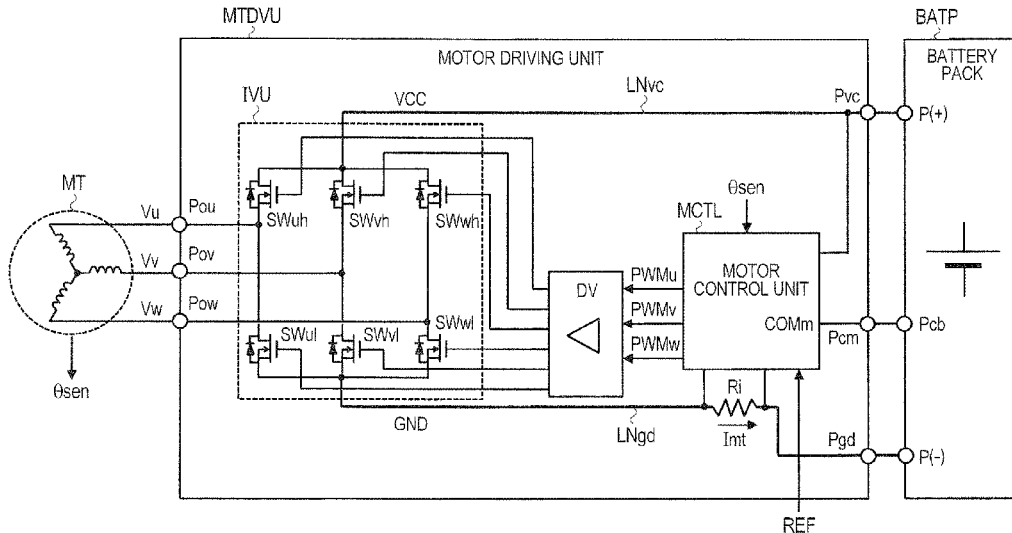 MTDVU
BATP
MOTOR DRIVING UNIT
BATTERY PACK
IVU
VCC
LNvc
Pvc
P(+)
MT
θsen
MCTL
Vu
Pou
SWuh
SWvh
SWwh
Vv
Pov
DV
PWMu
MOTOR CONTROL UNIT
Vw
Pow
PWMv
COMm
Pcm
Pcb
SWul
SWvl
SWwl
PWMw
θsen
Ri
GND
LNgd
Imt
Pgd
P(-)
REF